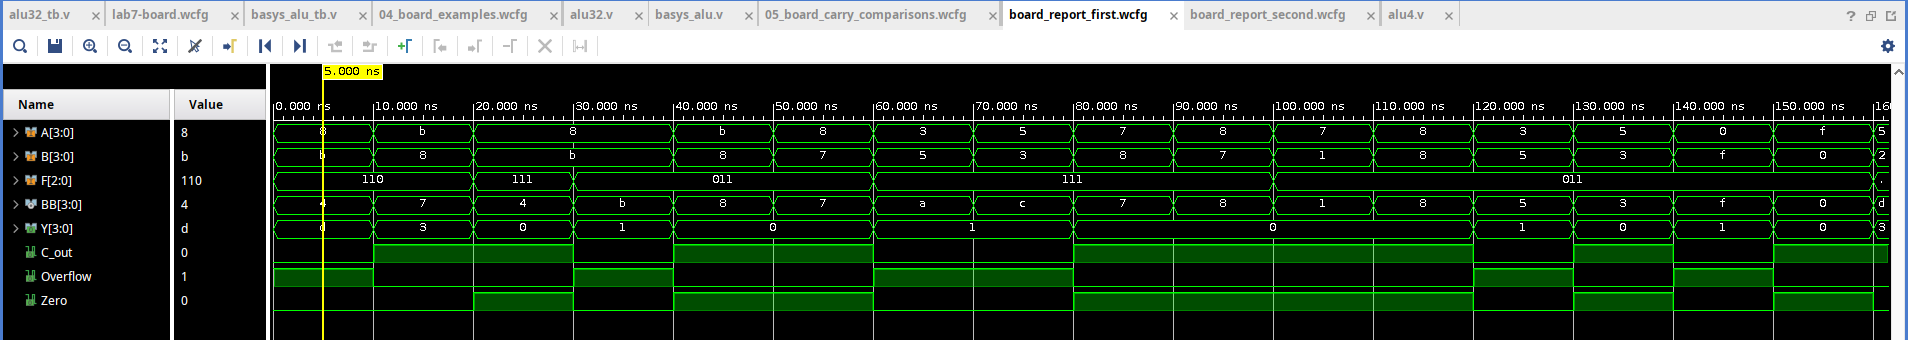 alu32_tb.v × lab7-board.wcfg × basys_alu_tb.v × 04_board_examples.wcfg × alu32.v × basys_alu.v × 05_board_carry_comparisons.wcfg × board_report_first.wcfg × board_report_second.wcfg × alu4.v × ?
5.000 ns
Name Value 0.000 ns 10.000 ns 20.000 ns 30.000 ns 40.000 ns 50.000 ns 60.000 ns 70.000 ns 80.000 ns 90.000 ns 100.000 ns 110.000 ns 120.000 ns 130.000 ns 140.000 ns 150.000 ns 160
A[3:0] 8 8 b 8 b 8 3 5 7 8 7 8 3 5 0 f 5
B[3:0] b b 8 b 8 7 5 3 8 7 1 8 5 3 f 0 2
F[2:0] 110 110 111 011 111 011 .
BB[3:0] 4 4 7 4 b 8 7 a c 7 8 1 8 5 3 f 0 d
Y[3:0] d d 3 0 1 0 1 0 1 0 1 0 3
C_out 0
Overflow 1
Zero 0